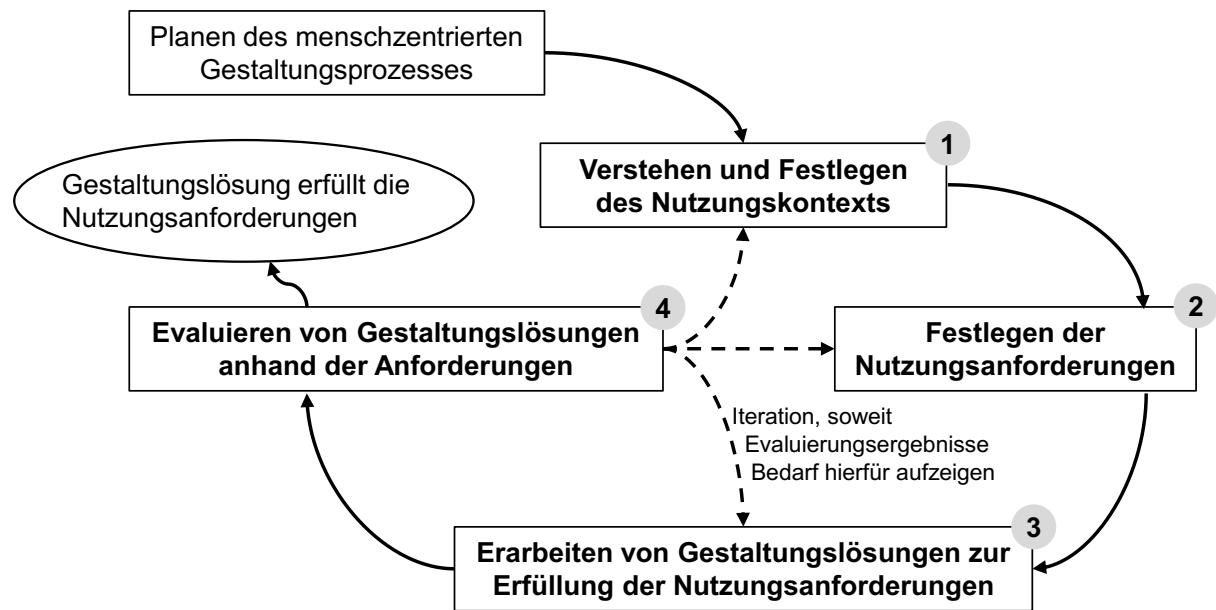 Planen des menschzentrierten
Gestaltungsprozesses
1
Verstehen und Festlegen
des Nutzungskontexts
Gestaltungslösung erfüllt die
Nutzungsanforderungen
4
Evaluieren von Gestaltungslösungen
anhand der Anforderungen
2
Festlegen der
Nutzungsanforderungen
Iteration, soweit
Evaluierungsergebnisse
Bedarf hierfür aufzeigen
3
Erarbeiten von Gestaltungslösungen zur
Erfüllung der Nutzungsanforderungen